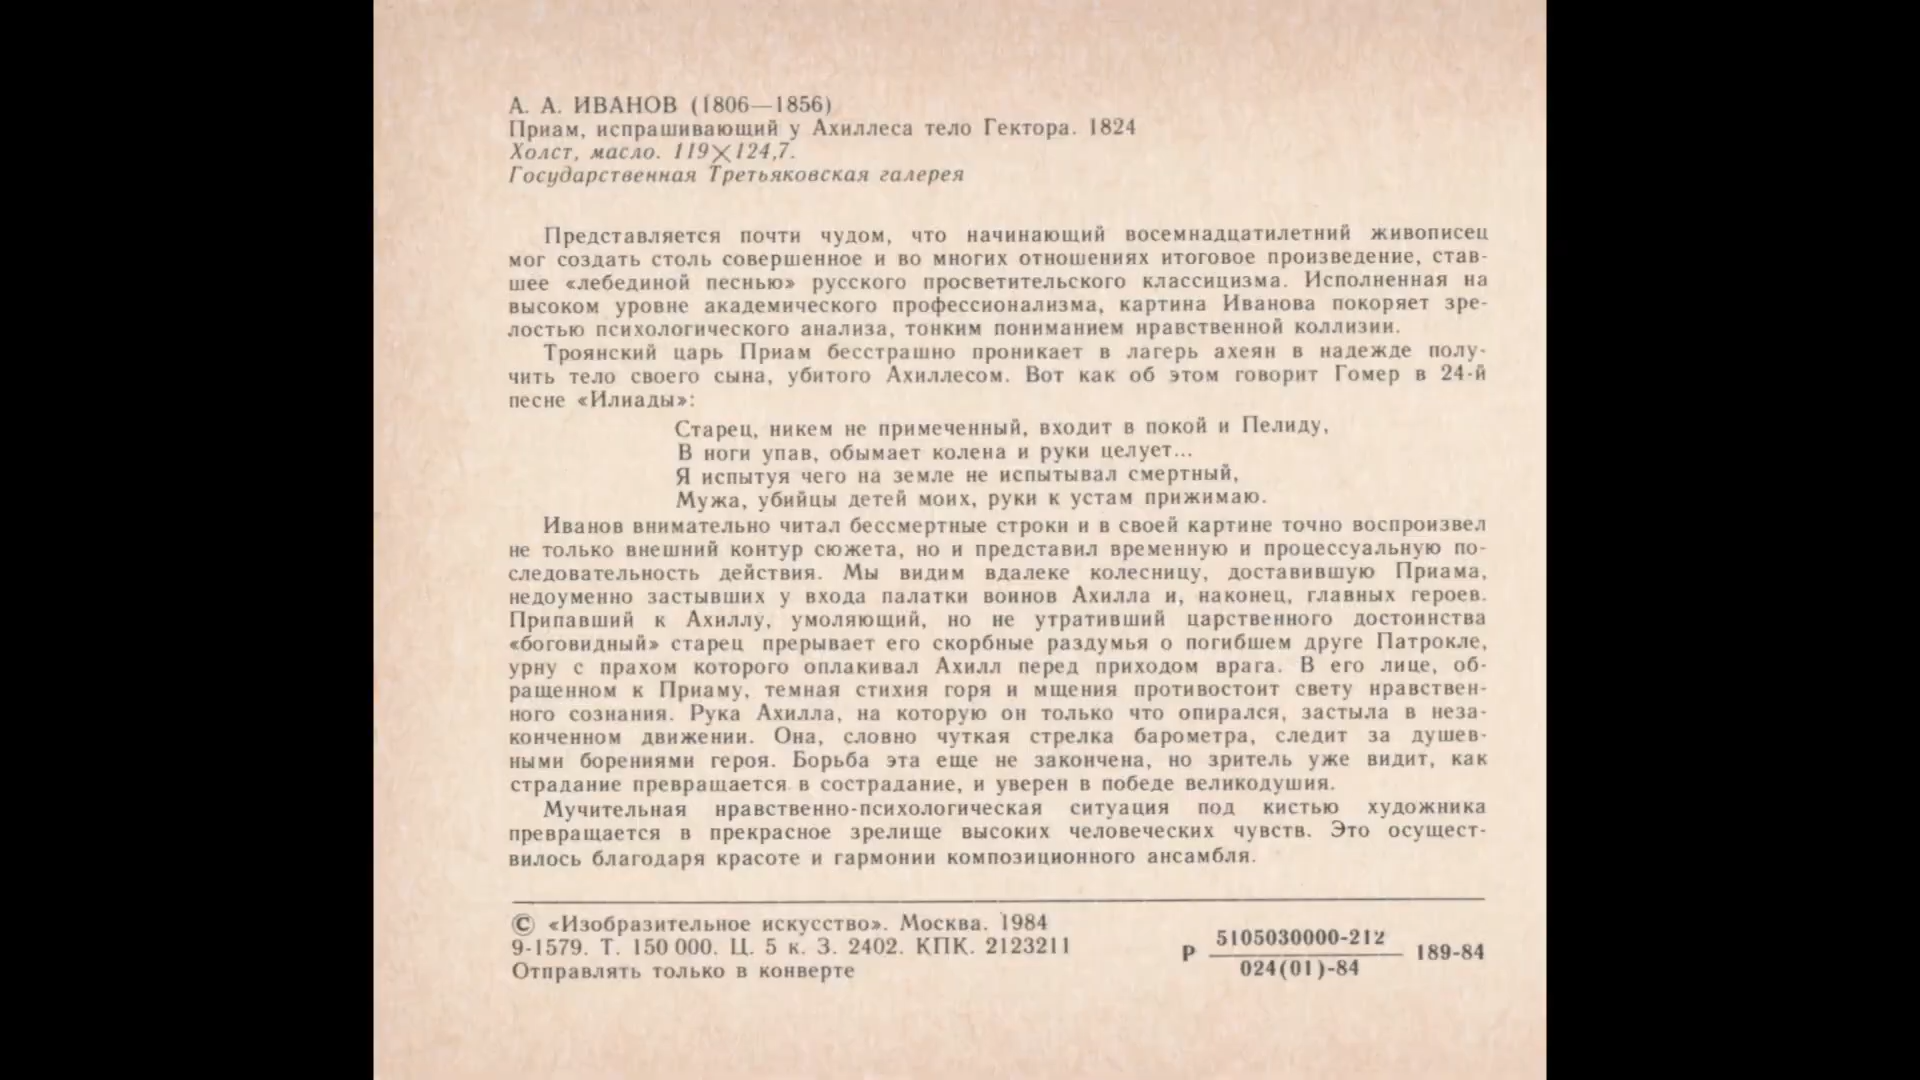 А. А. ИВАНОВ (1806—1856)
Приам, испрашивающий у Ахиллеса тело Гектора. 1824
Холст, масло. 119×124,7.
Государственная Третьяковская галерея
Представляется почти чудом, что начинающий восемнадцатилетний живописец
мог создать столь совершенное и во многих отношениях итоговое произведение, став-
шее «лебединой песнью» русского просветительского классицизма. Исполненная на
высоком уровне академического профессионализма, картина Иванова покоряет зре-
лостью психологического анализа, тонким пониманием нравственной коллизии.
Троянский царь Приам бесстрашно проникает в лагерь ахеян в надежде полу-
чить тело своего сына, убитого Ахиллесом. Вот как об этом говорит Гомер в 24-й
песне «Илиады»:
Старец, никем не примеченный, входит в покой и Пелиду,
В ноги упав, обымает колена и руки целует...
Я испытуя чего на земле не испытывал смертный,
Мужа, убийцы детей моих, руки к устам прижимаю.
Иванов внимательно читал бессмертные строки и в своей картине точно воспроизвел
не только внешний контур сюжета, но и представил временную и процессуальную по-
следовательность действия. Мы видим вдалеке колесницу, доставившую Приама,
недоуменно застывших у входа палатки воинов Ахилла и, наконец, главных героев.
Припавший к Ахиллу, умоляющий, но не утративший царственного достоинства
«боговидный» старец прерывает его скорбные раздумья о погибшем друге Патрокле,
урну с прахом которого оплакивал Ахилл перед приходом врага. В его лице, об-
ращенном к Приаму, темная стихия горя и мщения противостоит свету нравствен-
ного сознания. Рука Ахилла, на которую он только что опирался, застыла в неза-
конченном движении. Она, словно чуткая стрелка барометра, следит за душев-
ными борениями героя. Борьба эта еще не закончена, но зритель уже видит, как
страдание превращается в сострадание, и уверен в победе великодушия.
Мучительная нравственно-психологическая ситуация под кистью художника
превращается в прекрасное зрелище высоких человеческих чувств. Это осущест-
вилось благодаря красоте и гармонии композиционного ансамбля.
© «Изобразительное искусство». Москва. 1984
9-1579. Т. 150 000. Ц. 5 к. З. 2402. КПК. 2123211
Отправлять только в конверте
Р 5105030000-212 189-84
024(01)-84